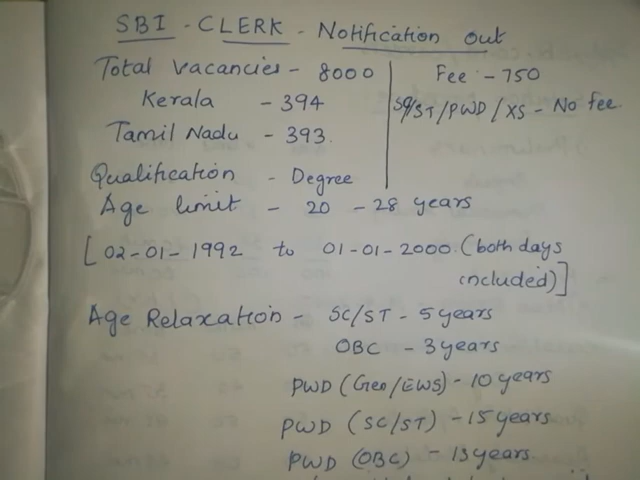 SBI - CLERK - Notification out
Total vacancies - 8000
Kerala - 394
Tamil Nadu - 393.
Fee - 750
SC/ST/PWD/XS - No fee.
Qualification - Degree
Age limit - 20 - 28 years
[02-01-1992 to 01-01-2000 (both days
included)]
Age Relaxation - SC/ST - 5 years
OBC - 3 years
PWD (Gen/EWS) - 10 years
PWD (SC/ST) - 15 years
PWD (OBC) - 13 years